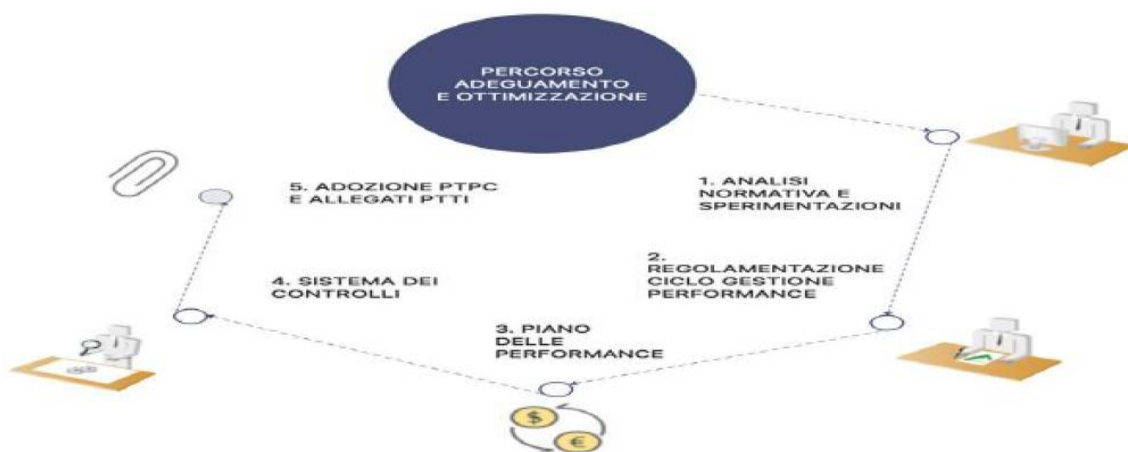 PERCORSO
ADEGUAMENTO
E OTTIMIZZAZIONE
1. ANALISI
NORMATIVA E
SPERIMENTAZIONI
2.
REGOLAMENTAZIONE
CICLO GESTIONE
PERFORMANCE
3. PIANO
DELLE
PERFORMANCE
4. SISTEMA DEI
CONTROLLI
5. ADOZIONE PTPC
E ALLEGATI PTTI
$
€